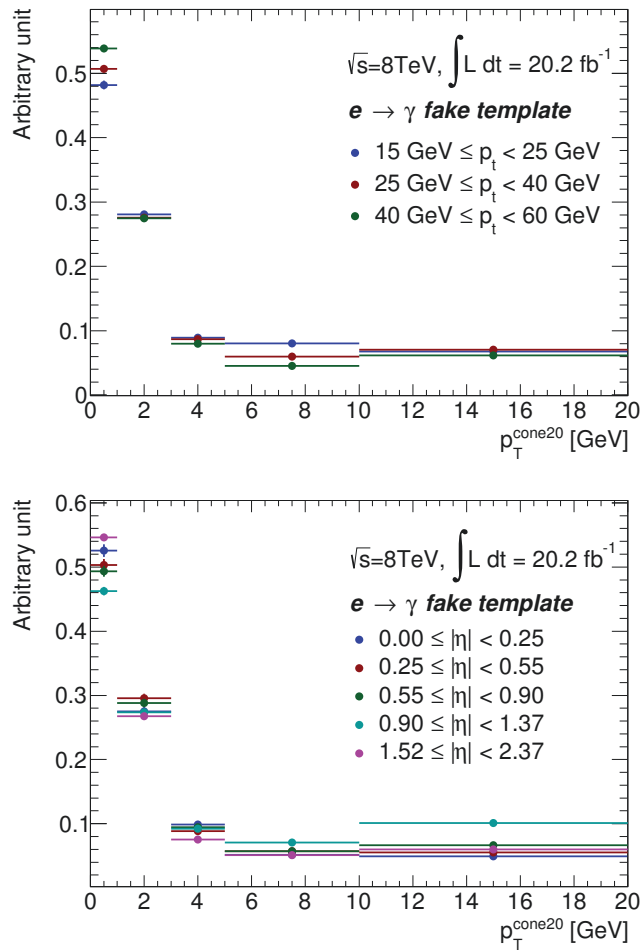 Arbitrary unit
0.5
0.4
0.3
0.2
0.1
0
√s=8TeV, ∫L dt = 20.2 fb⁻¹
e → γ fake template
15 GeV ≤ pₜ < 25 GeV
25 GeV ≤ pₜ < 40 GeV
40 GeV ≤ pₜ < 60 GeV
0 2 4 6 8 10 12 14 16 18 20
p_T^cone20 [GeV]
Arbitrary unit
0.6
0.5
0.4
0.3
0.2
0.1
√s=8TeV, ∫L dt = 20.2 fb⁻¹
e → γ fake template
0.00 ≤ |η| < 0.25
0.25 ≤ |η| < 0.55
0.55 ≤ |η| < 0.90
0.90 ≤ |η| < 1.37
1.52 ≤ |η| < 2.37
0 2 4 6 8 10 12 14 16 18 20
p_T^cone20 [GeV]